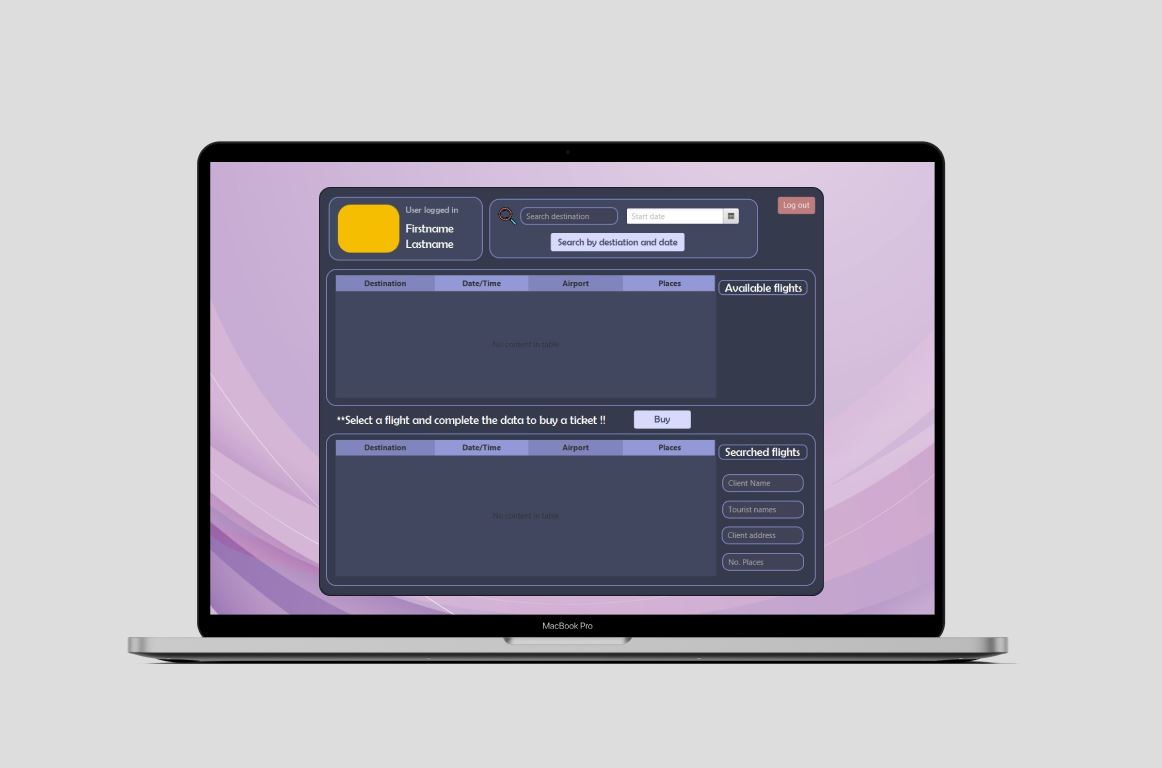 User logged in
Firstname
Lastname
Search destination
Start date
Search by destiation and date
Log out
Destination Date/Time Airport Places
Available flights
No content in table
**Select a flight and complete the data to buy a ticket !!
Buy
Destination Date/Time Airport Places
Searched flights
Client Name
Tourist names
No content in table
Client address
No. Places
MacBook Pro